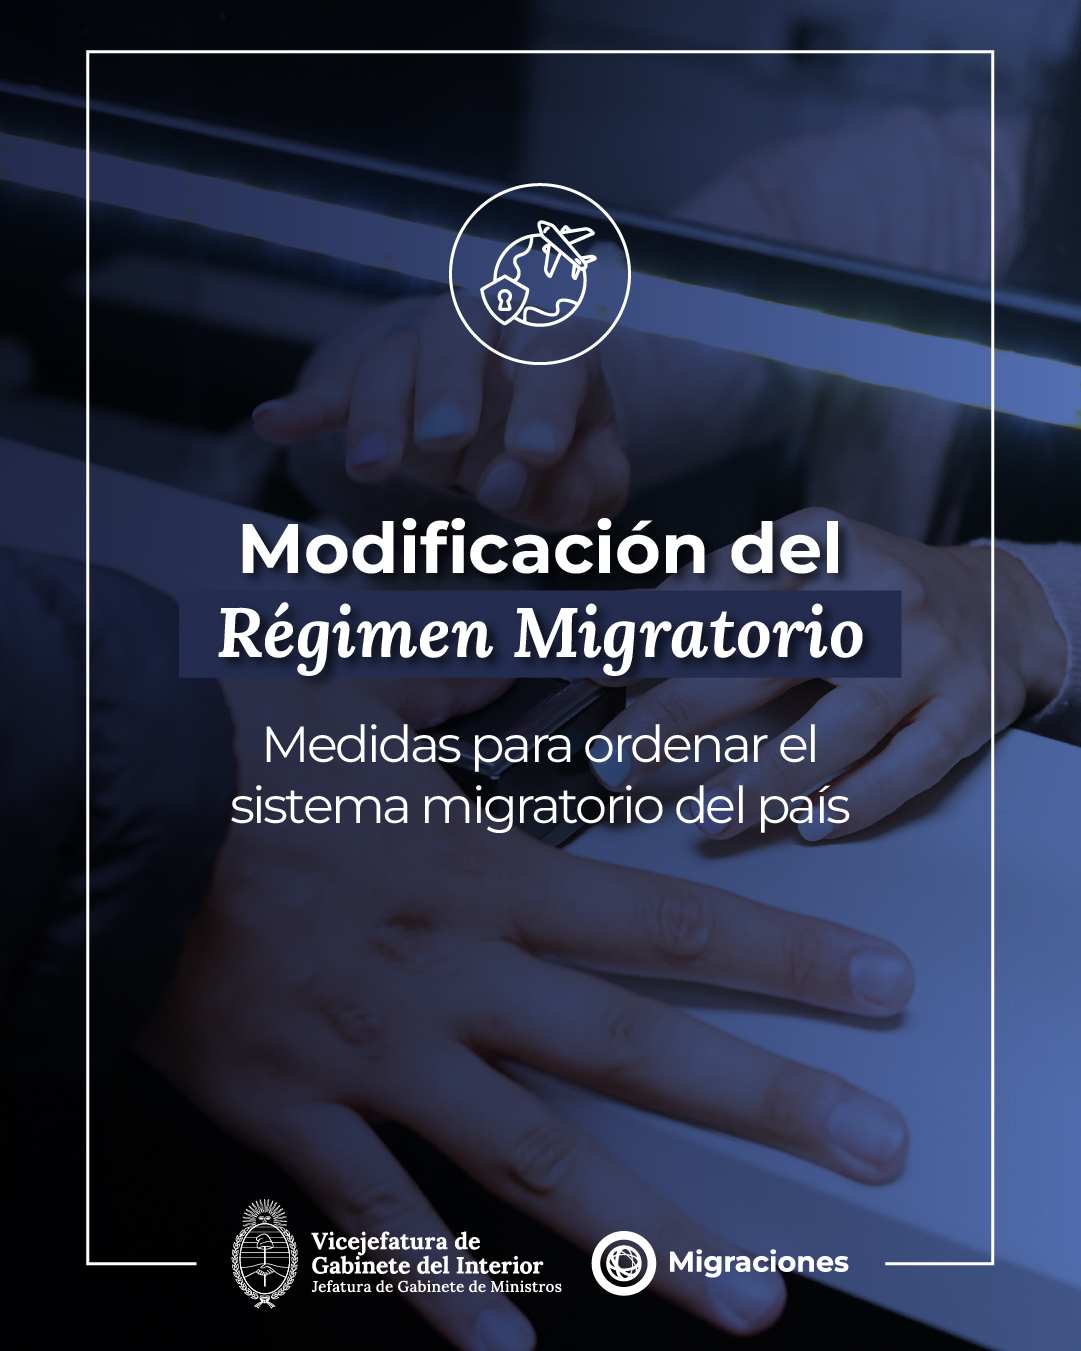 Modificación del
Régimen Migratorio
Medidas para ordenar el
sistema migratorio del país
Vicejefatura de
Gabinete del Interior
Jefatura de Gabinete de Ministros
Migraciones